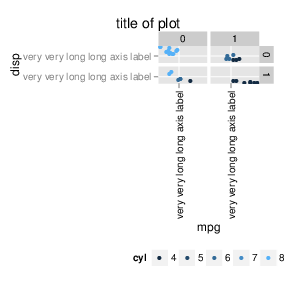 title of plot
0 1
disp
very very long long axis label 0
very very long long axis label 1
very very long long axis label
very very long long axis label
mpg
cyl 4 5 6 7 8